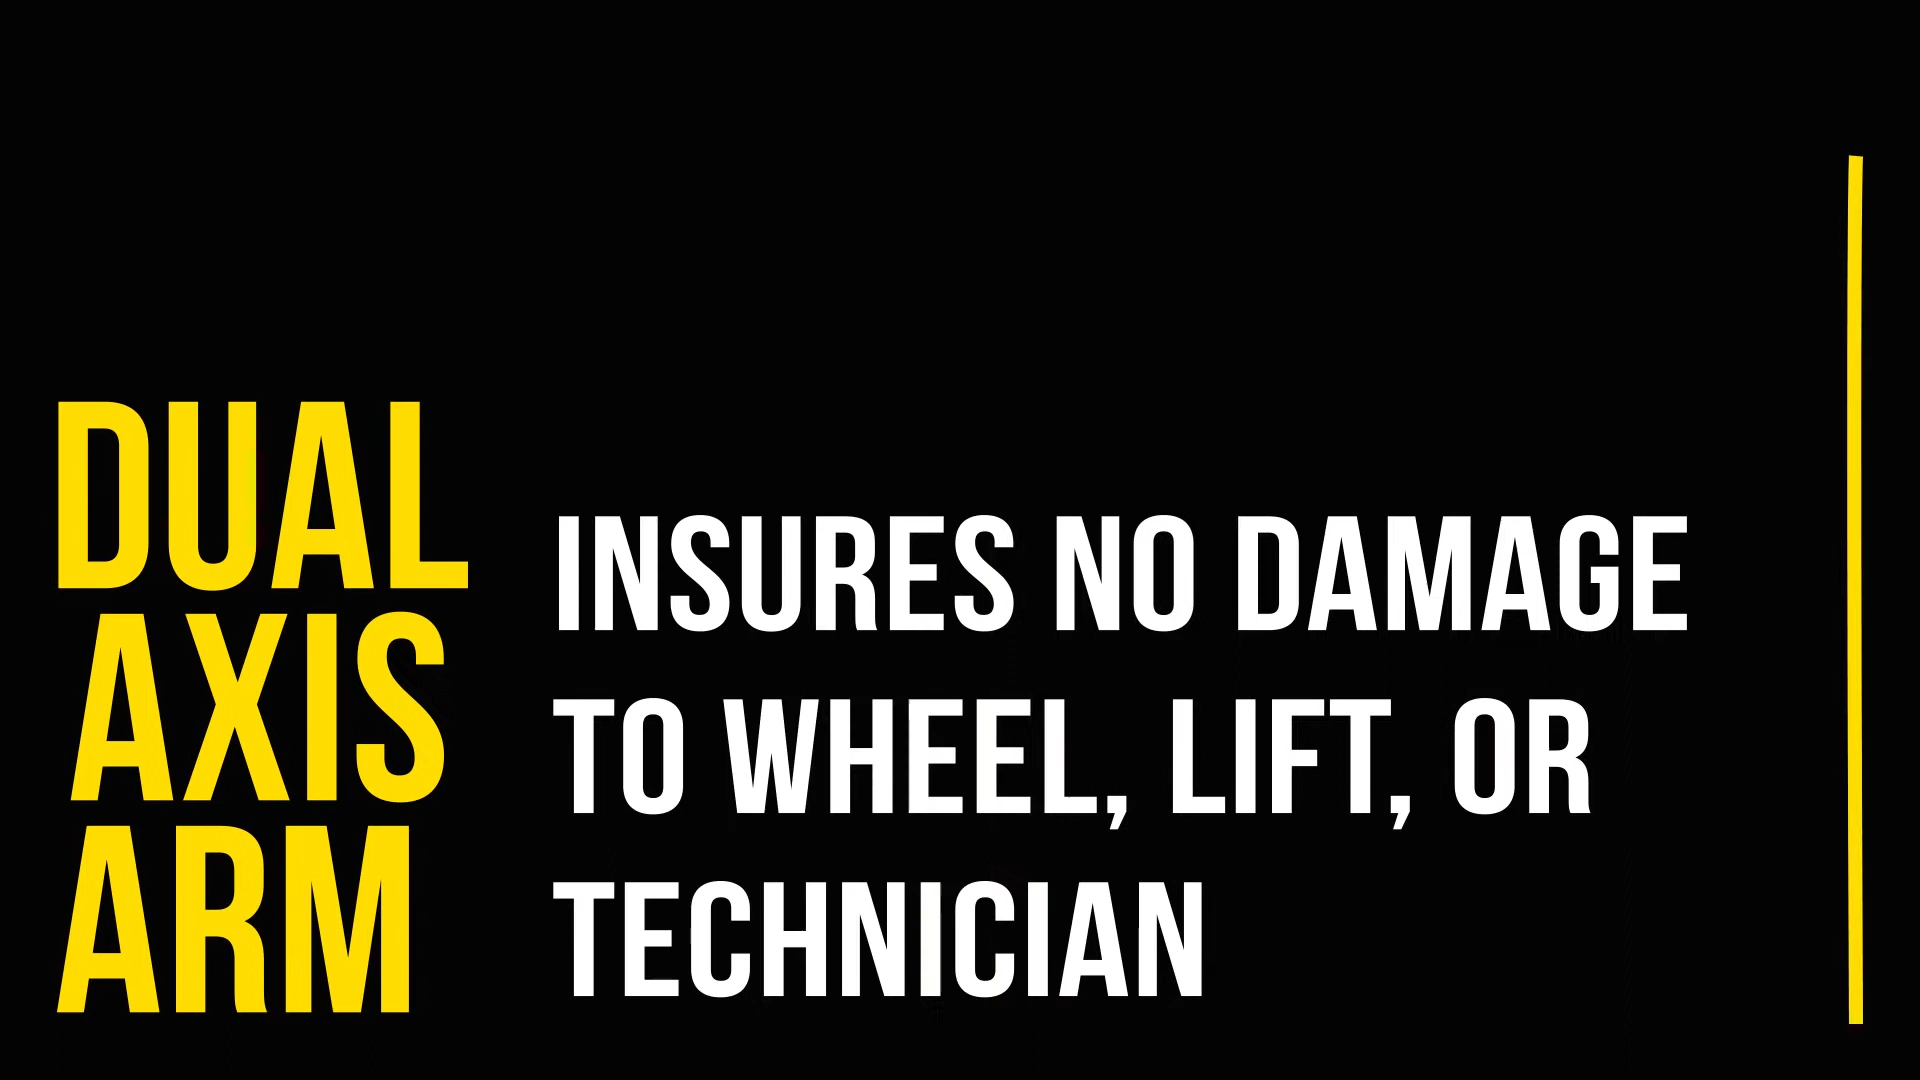 DUAL
AXIS
ARM
INSURES NO DAMAGE
TO WHEEL, LIFT, OR
TECHNICIAN